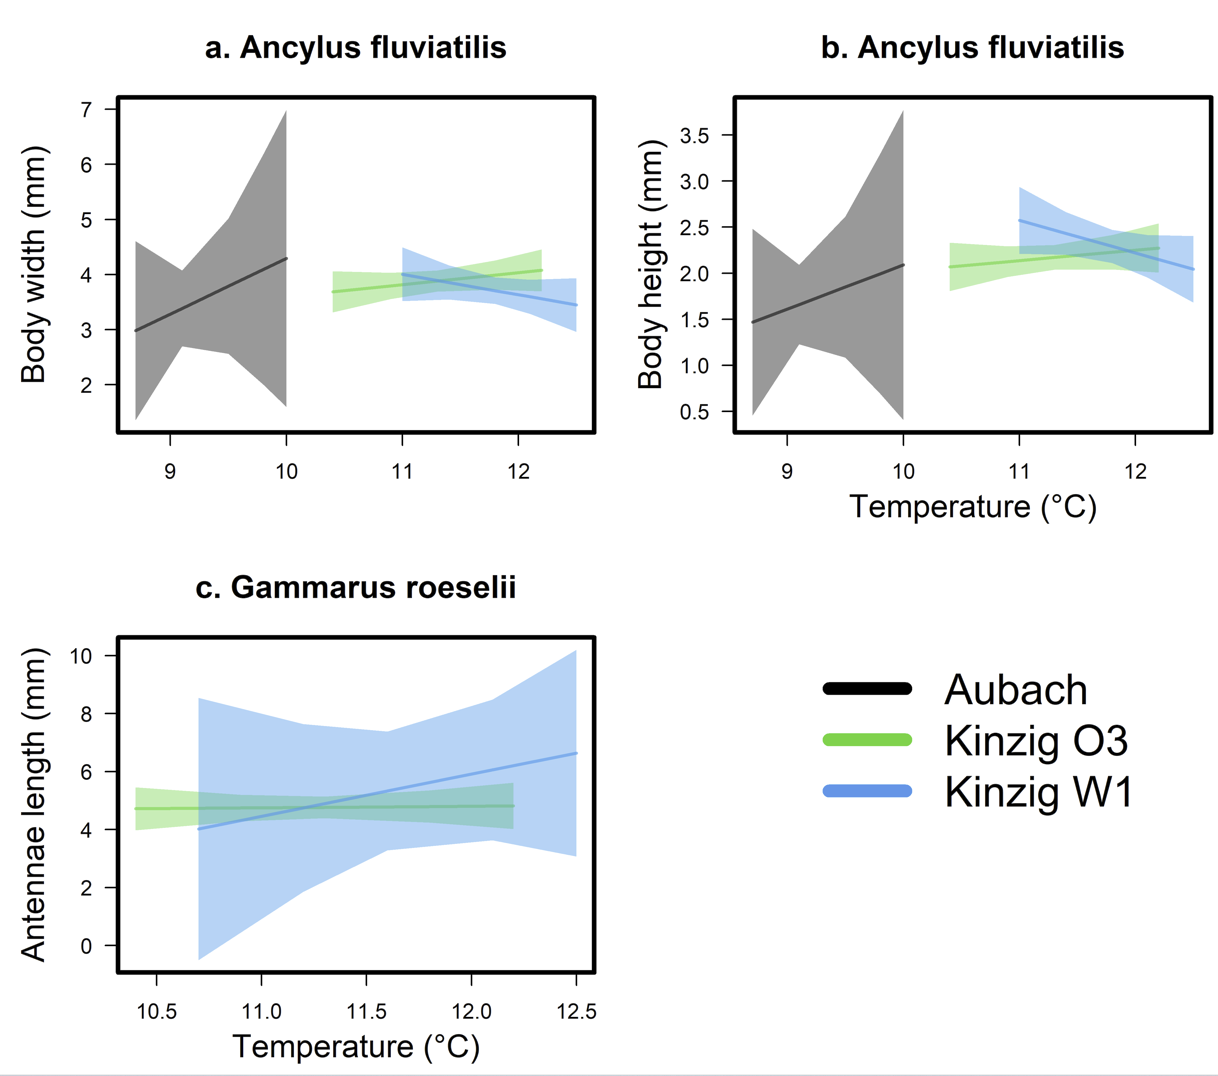 a. Ancylus fluviatilis
Body width (mm)
7
6
5
4
3
2
9 10 11 12
b. Ancylus fluviatilis
Body height (mm)
3.5
3.0
2.5
2.0
1.5
1.0
0.5
9 10 11 12
Temperature (°C)
c. Gammarus roeselii
Antennae length (mm)
10
8
6
4
2
0
10.5 11.0 11.5 12.0 12.5
Temperature (°C)
Aubach
Kinzig O3
Kinzig W1